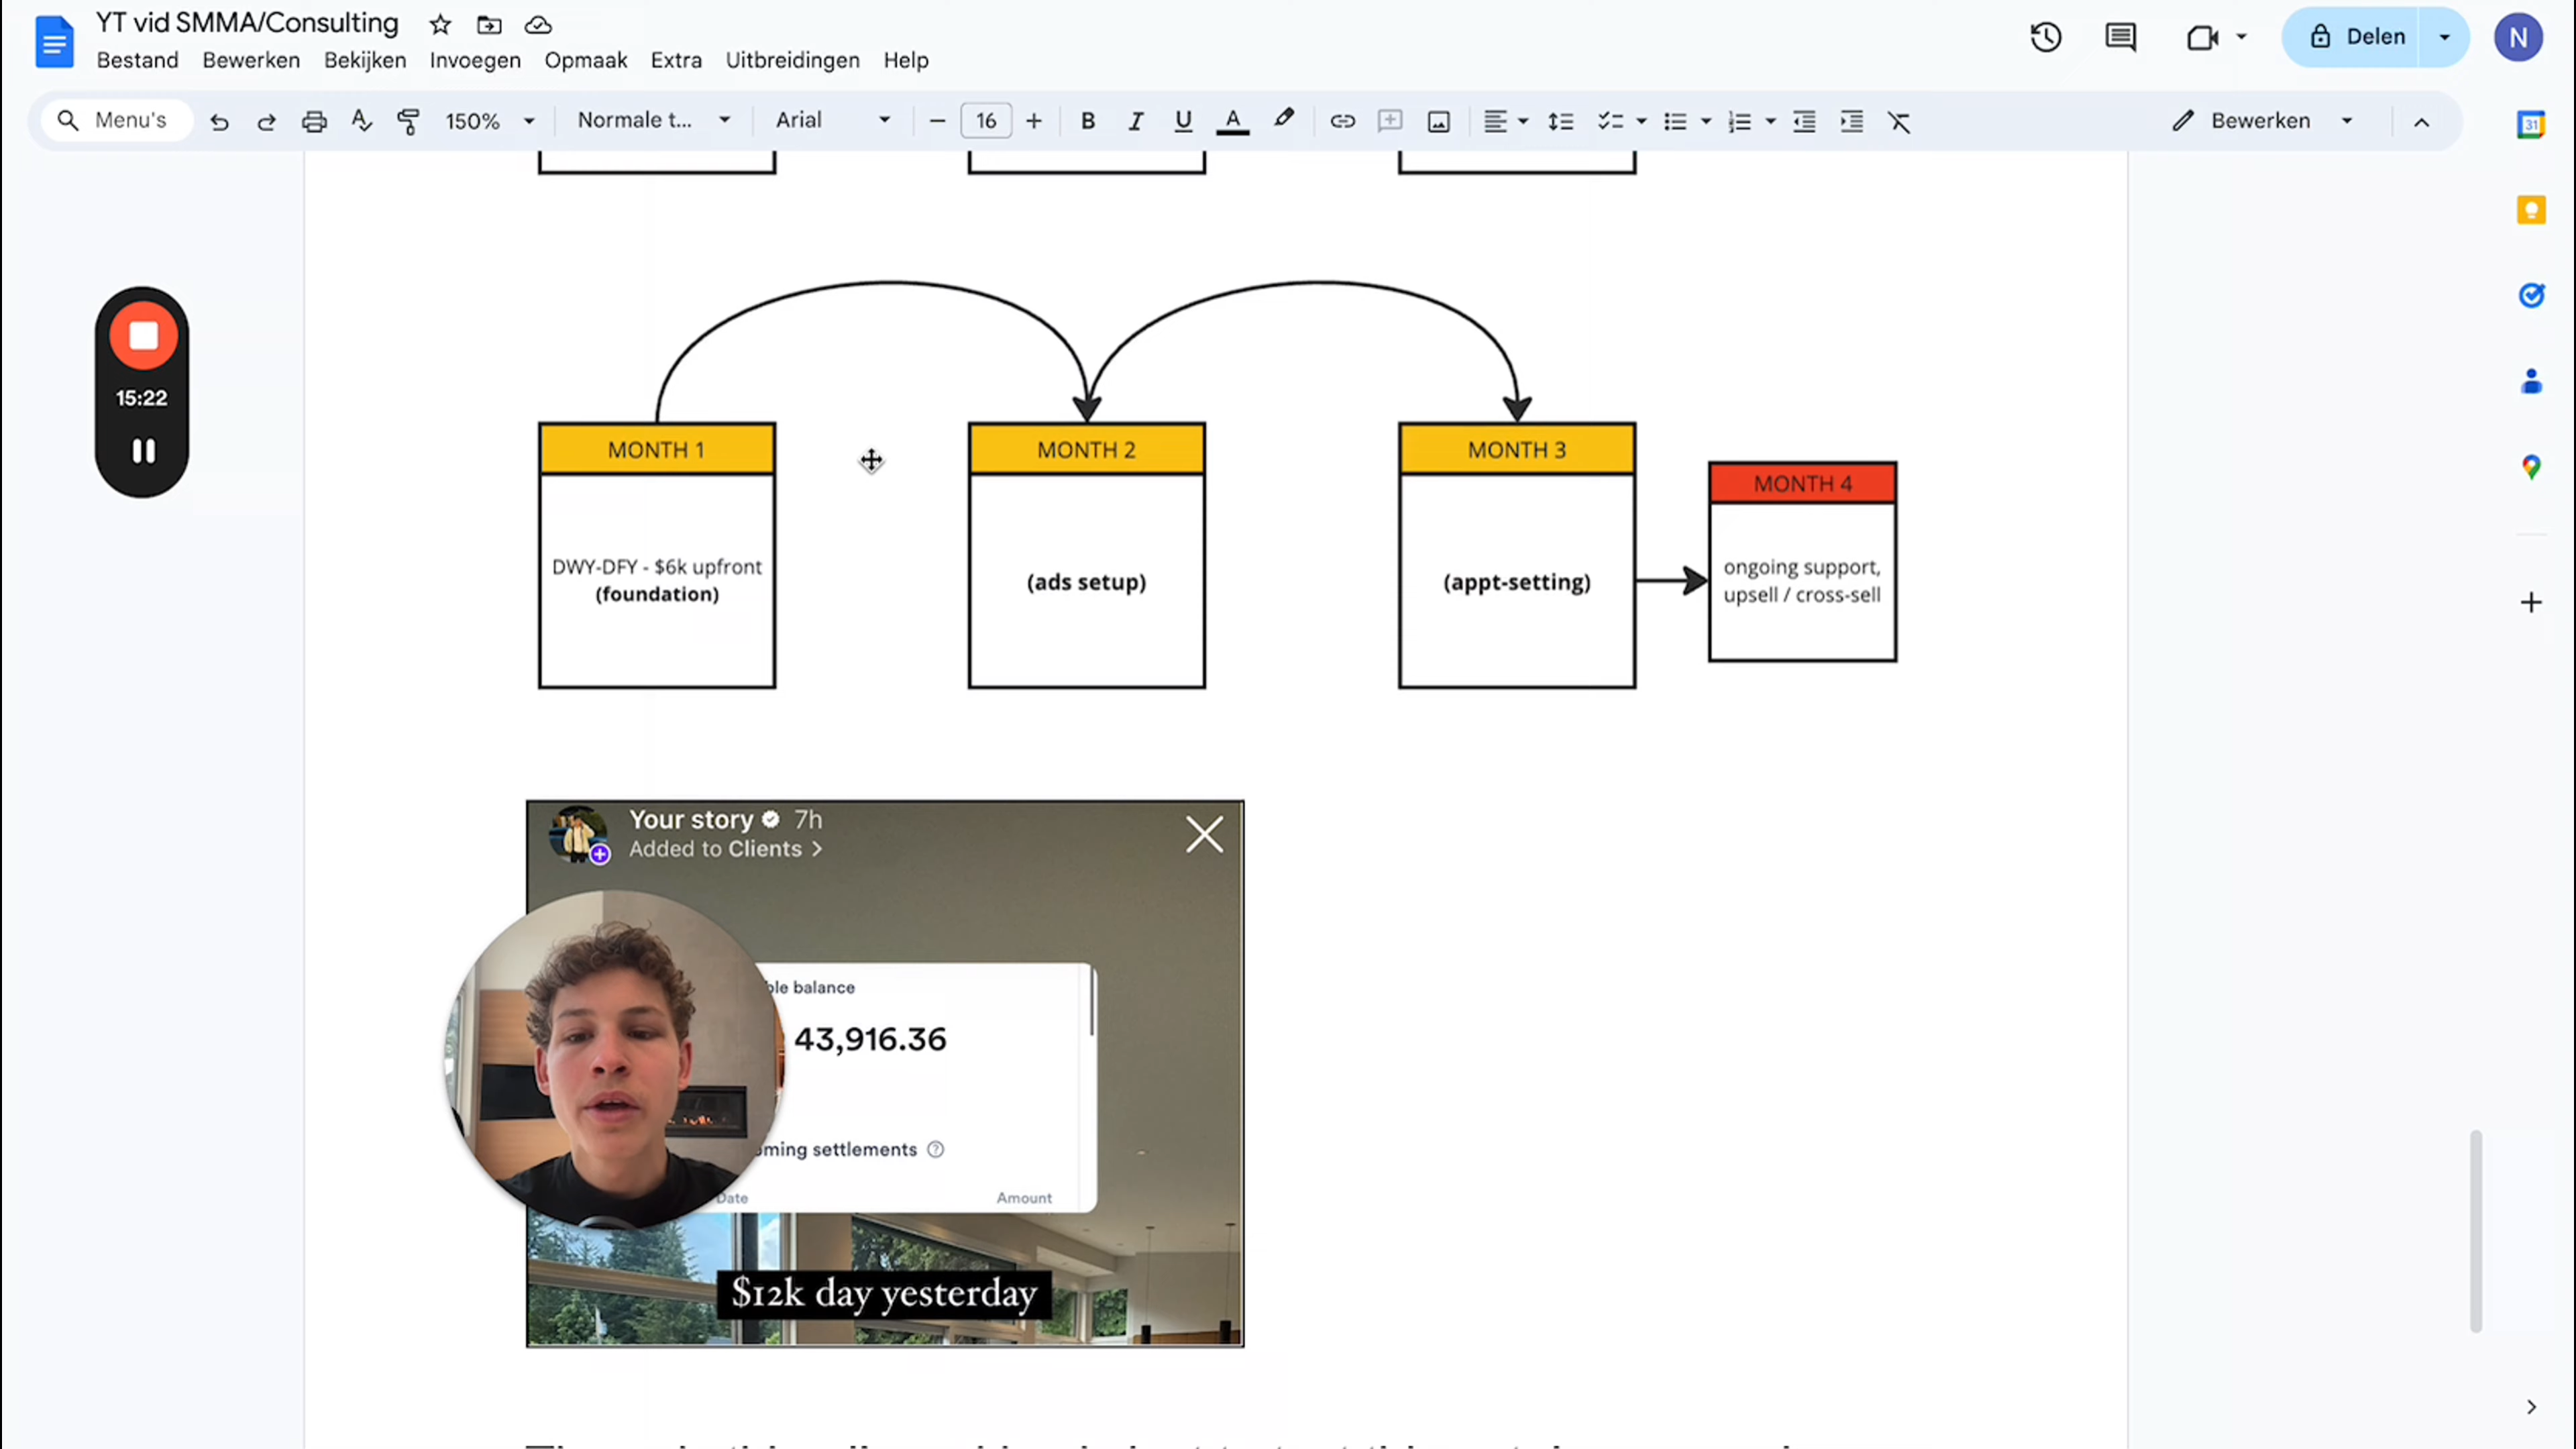 YT vid SMMA/Consulting
Bestand Bewerken Bekijken Invoegen Opmaak Extra Uitbreidingen Help
Delen
N
Menu's 150% Normale t... Arial 16 Bewerken
31
15:22
MONTH 1
MONTH 2
MONTH 3
MONTH 4
DWY-DFY - $6k upfront
(foundation)
(ads setup)
(appt-setting)
ongoing support,
upsell / cross-sell
Your story 7h
Added to Clients >
ble balance
43,916.36
oming settlements
Date Amount
$12k day yesterday